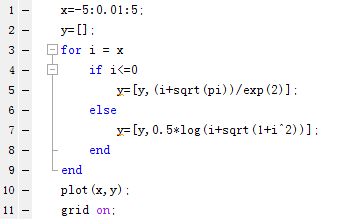 1 - x=-5:0.01:5;
2 - y=[];
3 - for i = x
4 - if i<=0
5 - y=[y,(i+sqrt(pi))/exp(2)];
6 - else
7 - y=[y,0.5*log(i+sqrt(1+i^2))];
8 - end
9 - end
10 - plot(x,y);
11 - grid on;